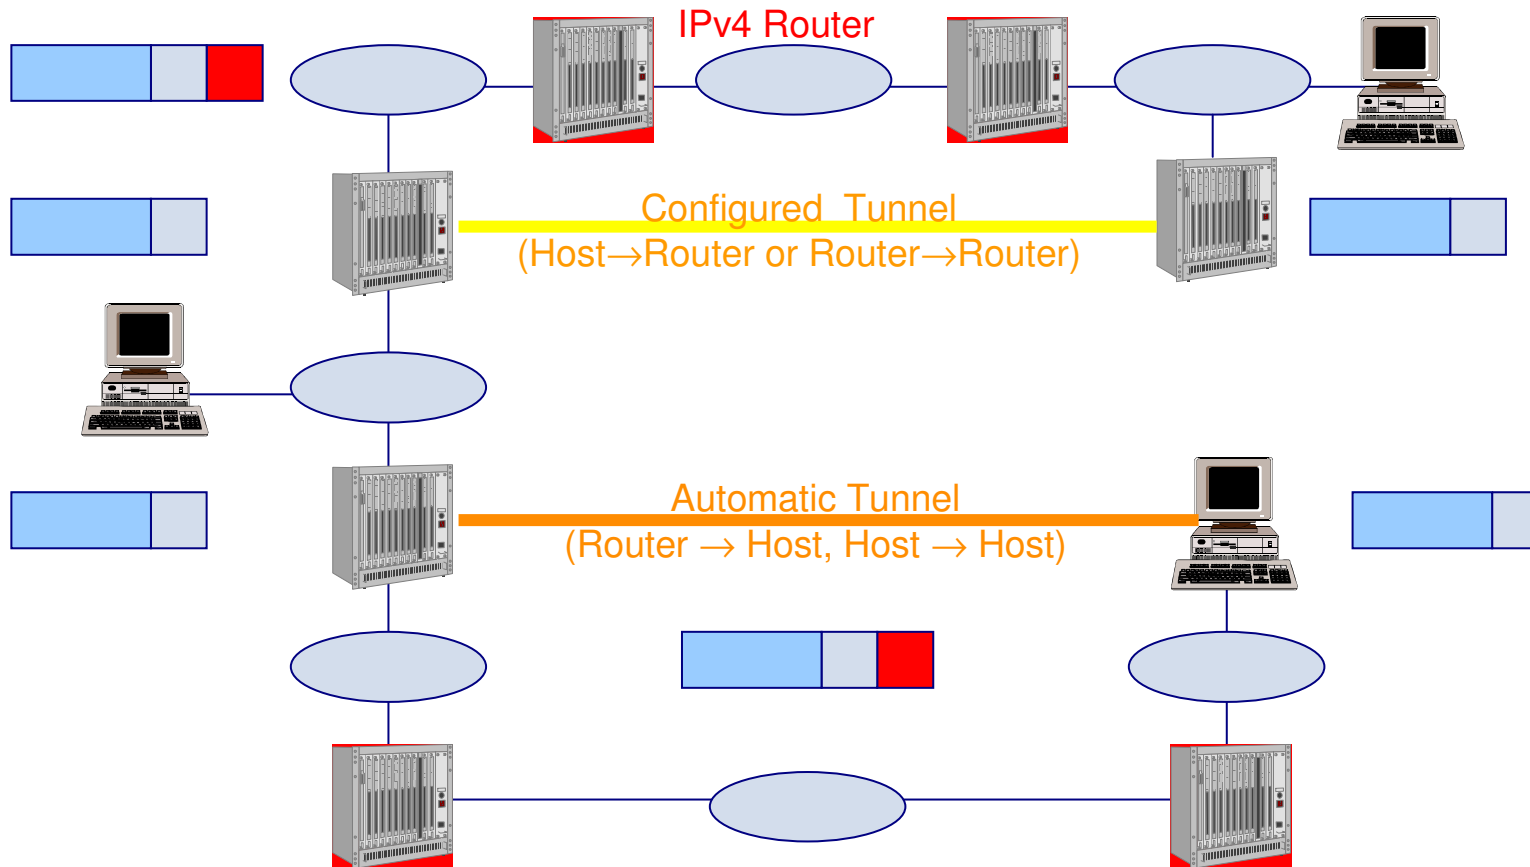 IPv4 Router
Configured Tunnel
(Host→Router or Router→Router)
Automatic Tunnel
(Router → Host, Host → Host)